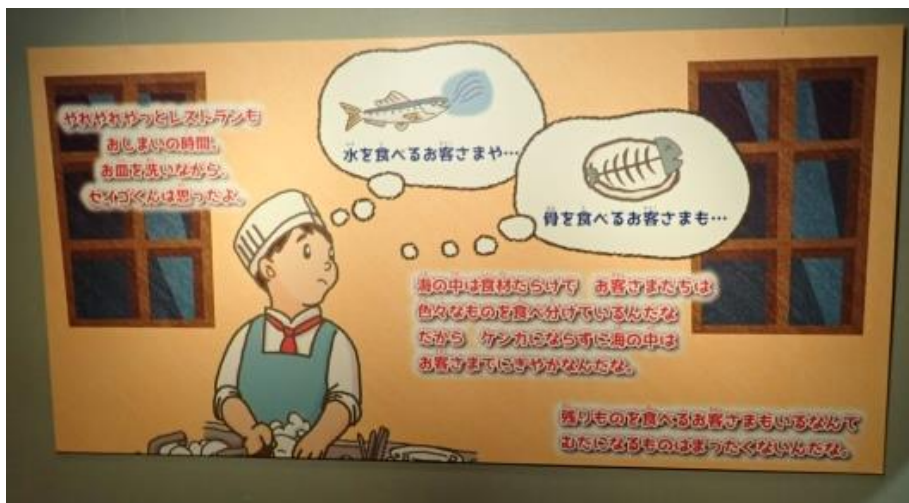 やれやれやっとレストランも
おしまいの時間。
お皿を洗いながら、
セイゴくんは思ったよ。
水を食べるお客さまや…
骨を食べるお客さまも…
海の中は食材だらけで　お客さまたちは
色々なものを食べ分けているんだな
だから　ケンカにならずに海の中は
お客さまでにぎやかなんだな。
残りものを食べるお客さまもいるなんて
むだになるものはまったくないんだな。